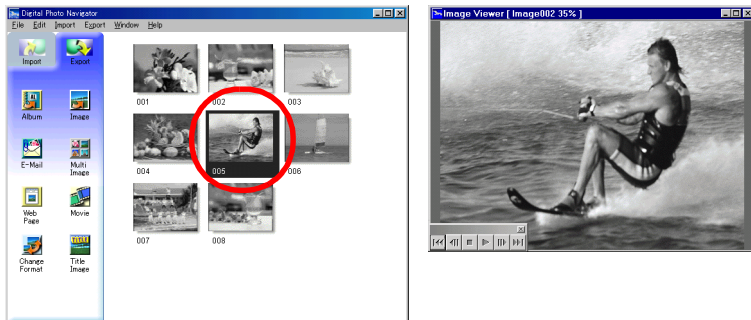 Digital Photo Navigator
File Edit Import Export Window Help
Import Export
Album Image
E-Mail Multi Image
Web Page Movie
Change Format Title Image
001 002 003
004 005 006
007 008
Image Viewer [ Image002 35% ]